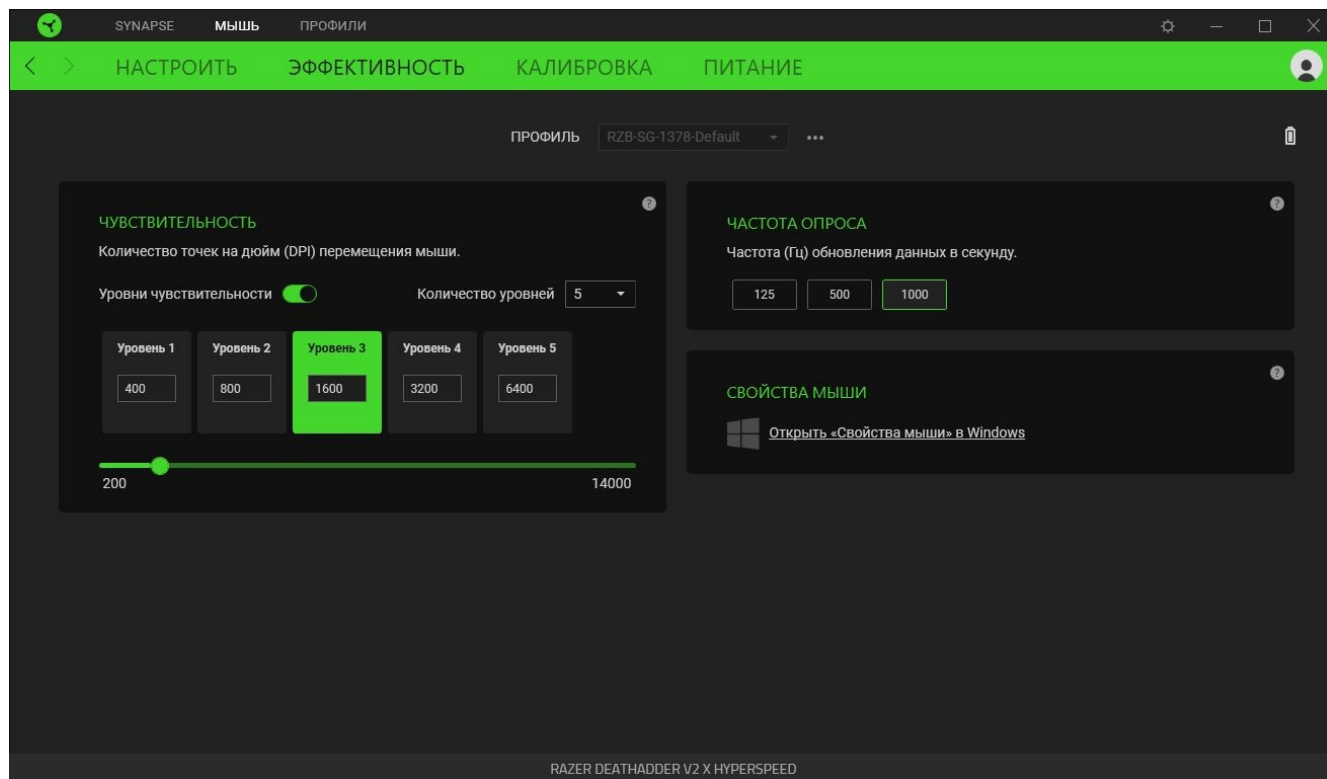 SYNAPSE МЫШЬ ПРОФИЛИ
НАСТРОИТЬ ЭФФЕКТИВНОСТЬ КАЛИБРОВКА ПИТАНИЕ
ПРОФИЛЬ RZB-SG-1378-Default
ЧУВСТВИТЕЛЬНОСТЬ
Количество точек на дюйм (DPI) перемещения мыши.
Уровни чувствительности Количество уровней 5
Уровень 1 Уровень 2 Уровень 3 Уровень 4 Уровень 5
400 800 1600 3200 6400
200 14000
ЧАСТОТА ОПРОСА
Частота (Гц) обновления данных в секунду.
125 500 1000
СВОЙСТВА МЫШИ
Открыть «Свойства мыши» в Windows
RAZER DEATHADDER V2 X HYPERSPEED